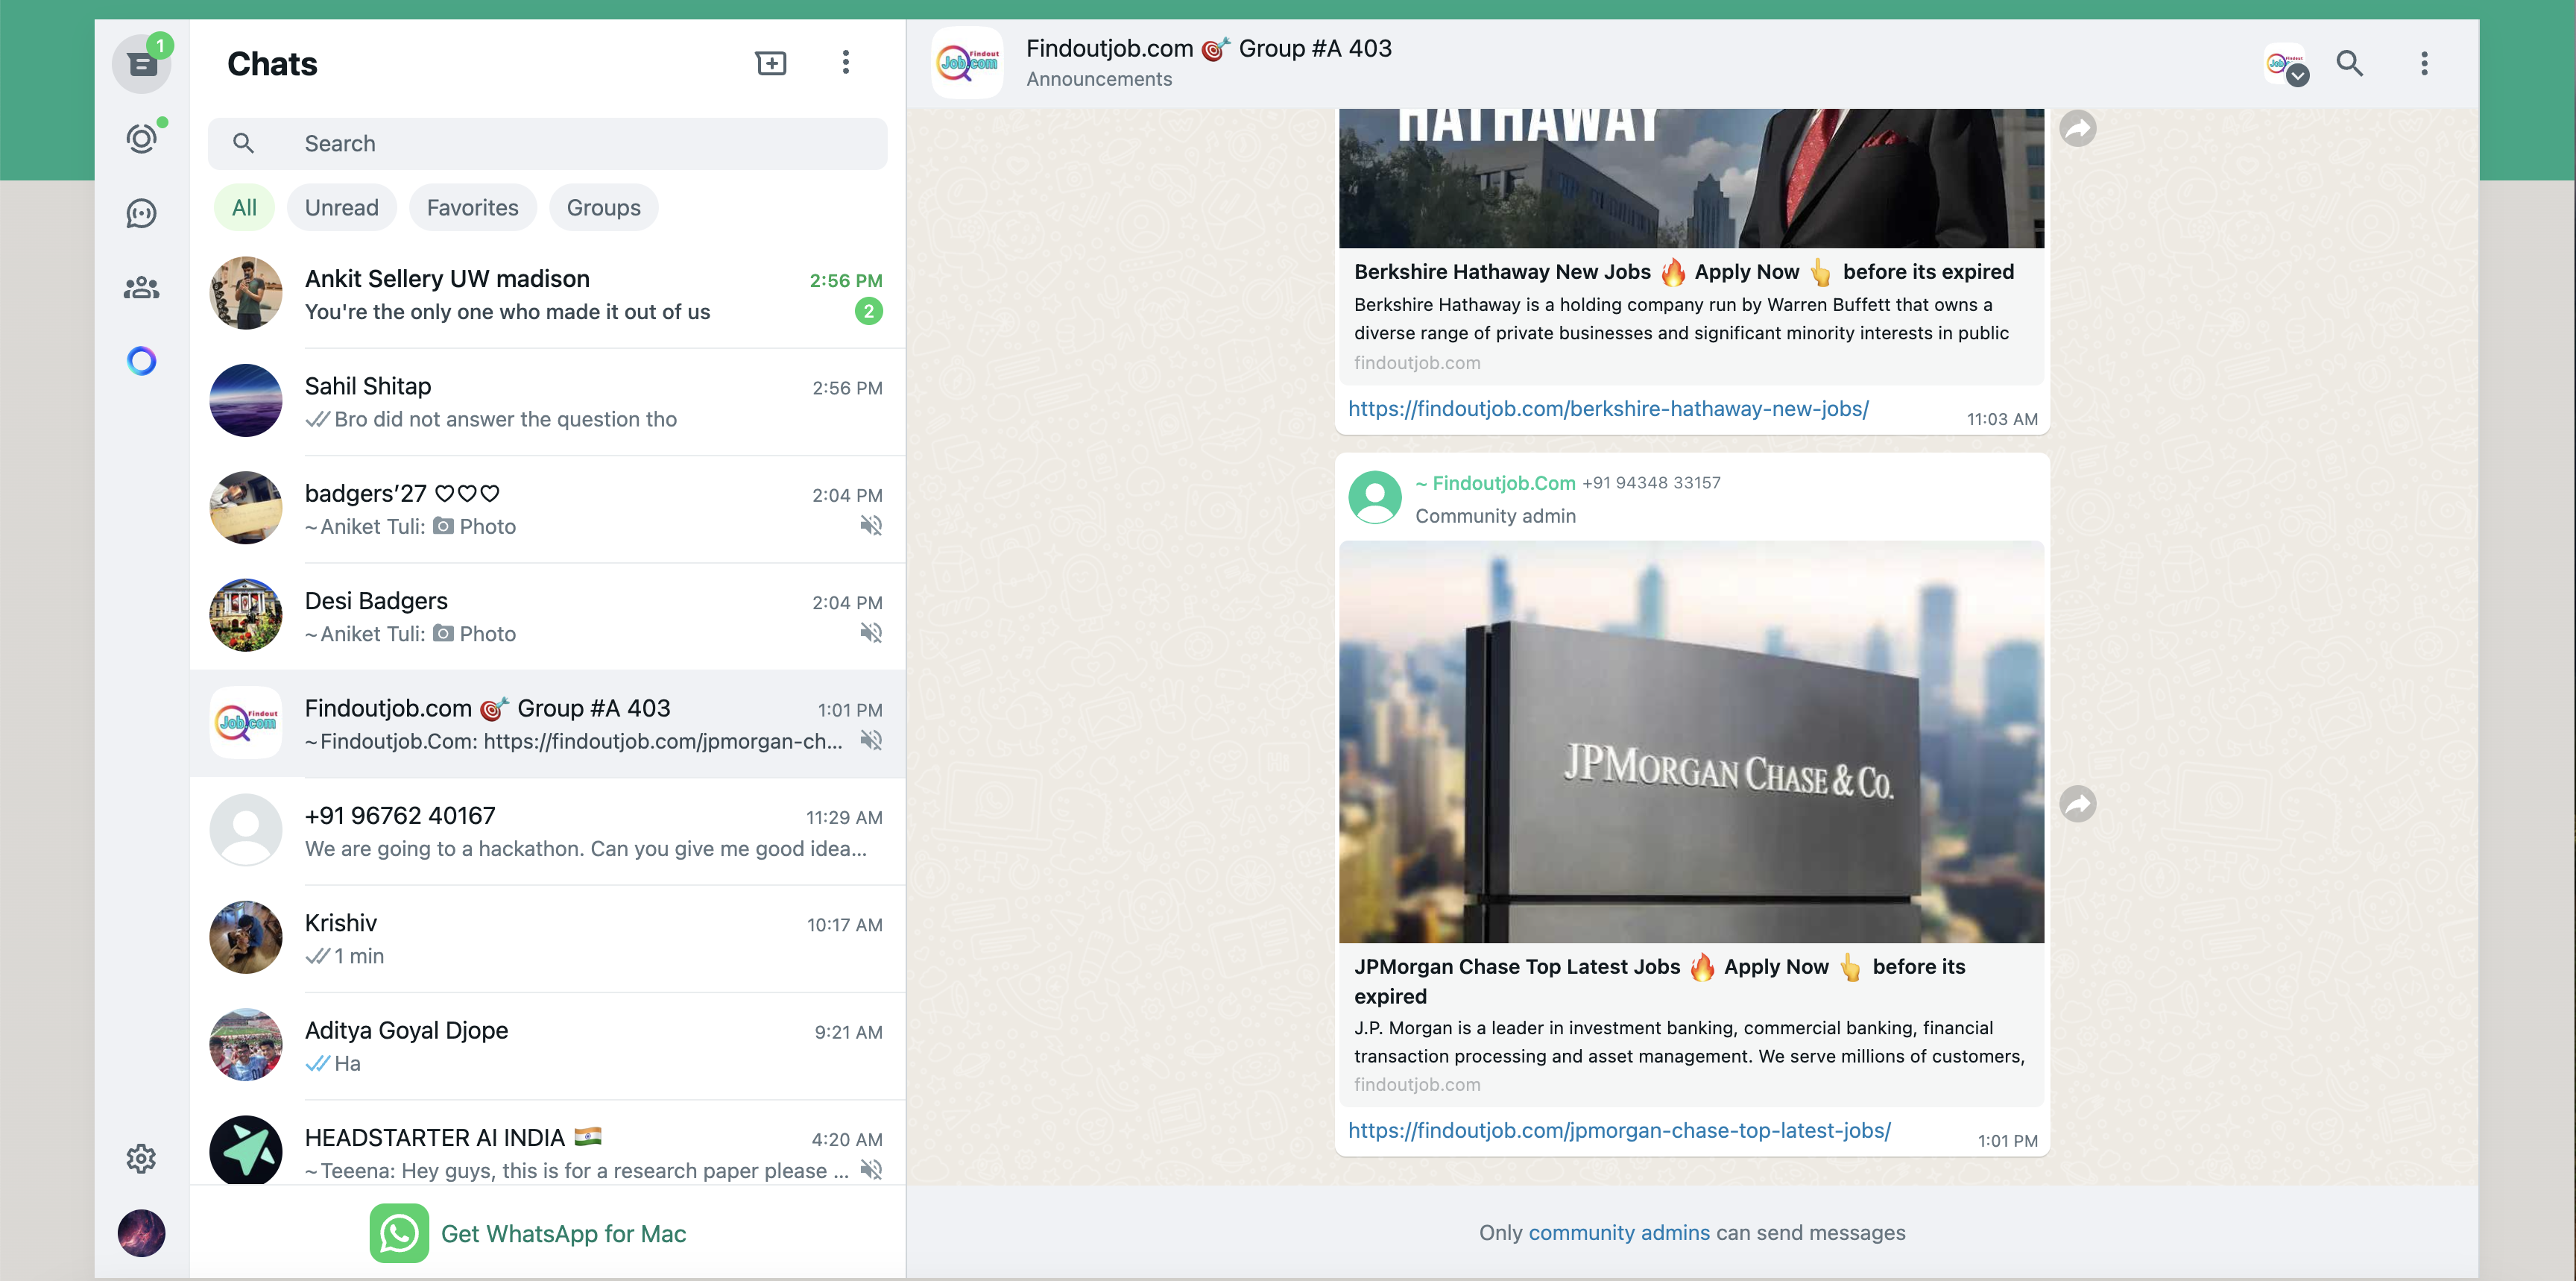 1
Chats
Search
All
Unread
Favorites
Groups
Ankit Sellery UW madison
2:56 PM
You're the only one who made it out of us
2
Sahil Shitap
2:56 PM
Bro did not answer the question tho
badgers'27 ♡♡♡
2:04 PM
~ Aniket Tuli: 📷 Photo
Desi Badgers
2:04 PM
~ Aniket Tuli: 📷 Photo
Findout
Job.com
Findoutjob.com 🎯 Group #A 403
1:01 PM
~ Findoutjob.Com: https://findoutjob.com/jpmorgan-ch...
+91 96762 40167
11:29 AM
We are going to a hackathon. Can you give me good idea...
Krishiv
10:17 AM
1 min
Aditya Goyal Djope
9:21 AM
Ha
HEADSTARTER AI INDIA 🇮🇳
4:20 AM
~ Teeena: Hey guys, this is for a research paper please ...
Get WhatsApp for Mac
Findout
Job.com
Findoutjob.com 🎯 Group #A 403
Announcements
HATHAWAY
Berkshire Hathaway New Jobs 🔥 Apply Now 👆 before its expired
Berkshire Hathaway is a holding company run by Warren Buffett that owns a
diverse range of private businesses and significant minority interests in public
findoutjob.com
https://findoutjob.com/berkshire-hathaway-new-jobs/
11:03 AM
~ Findoutjob.Com +91 94348 33157
Community admin
JPMORGAN CHASE & CO.
JPMorgan Chase Top Latest Jobs 🔥 Apply Now 👆 before its
expired
J.P. Morgan is a leader in investment banking, commercial banking, financial
transaction processing and asset management. We serve millions of customers,
findoutjob.com
https://findoutjob.com/jpmorgan-chase-top-latest-jobs/
1:01 PM
Only community admins can send messages